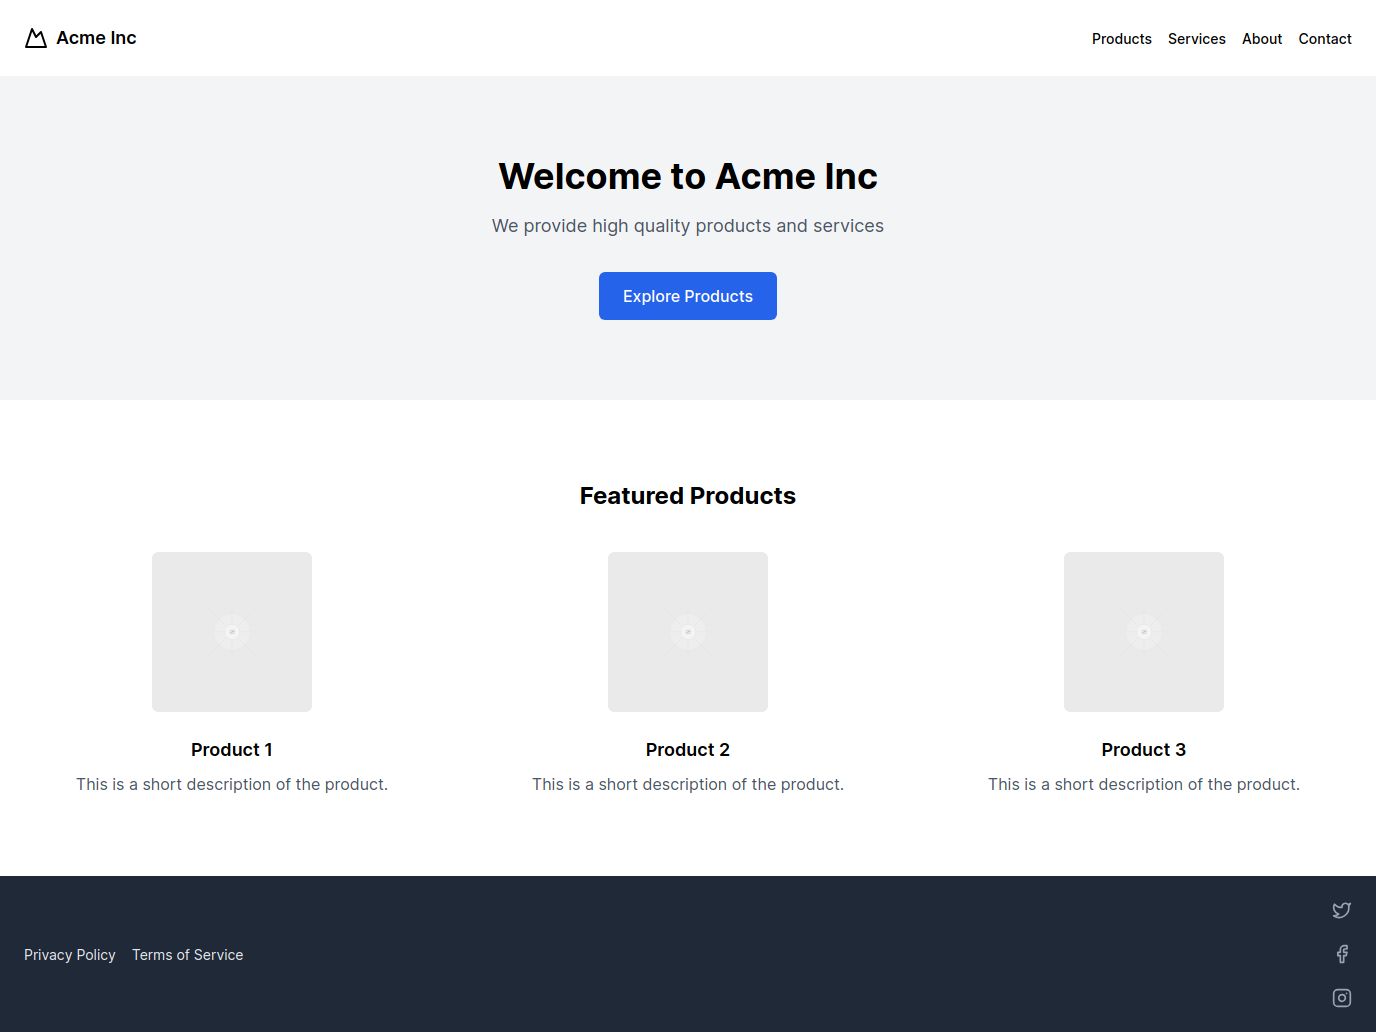 Acme Inc
Products Services About Contact
Welcome to Acme Inc
We provide high quality products and services
Explore Products
Featured Products
Product 1
This is a short description of the product.
Product 2
This is a short description of the product.
Product 3
This is a short description of the product.
Privacy Policy Terms of Service